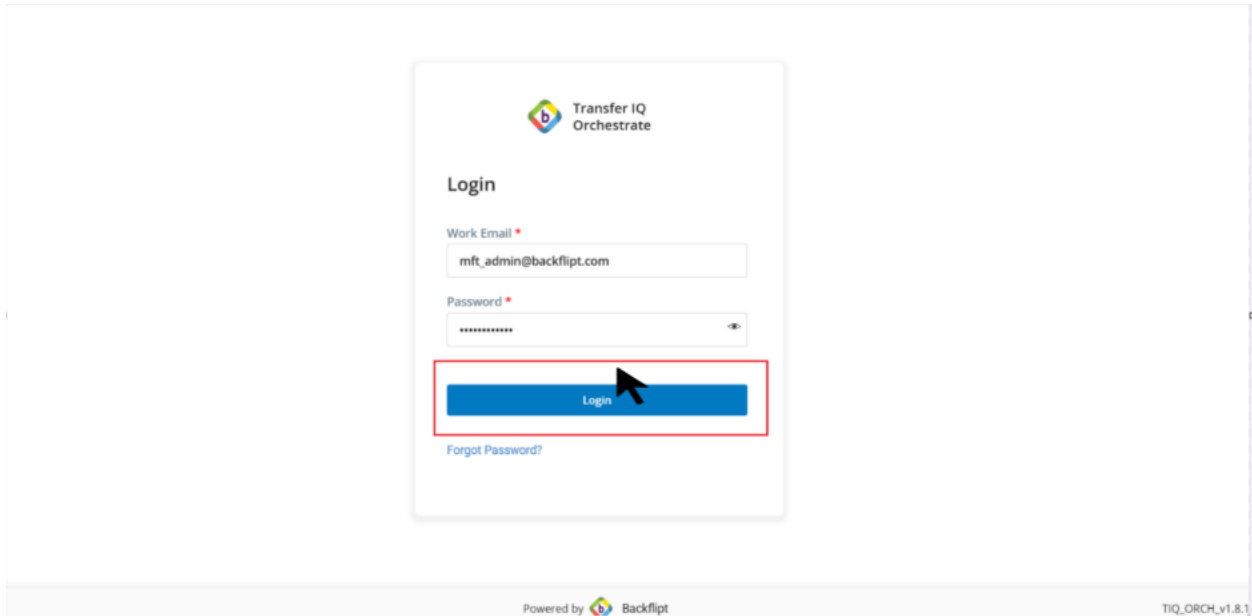 Transfer IQ
Orchestrate
Login
Work Email *
mft_admin@backflipt.com
Password *
••••••••••••
Login
Forgot Password?
Powered by b Backflipt
TIQ_ORCH_v1.8.1